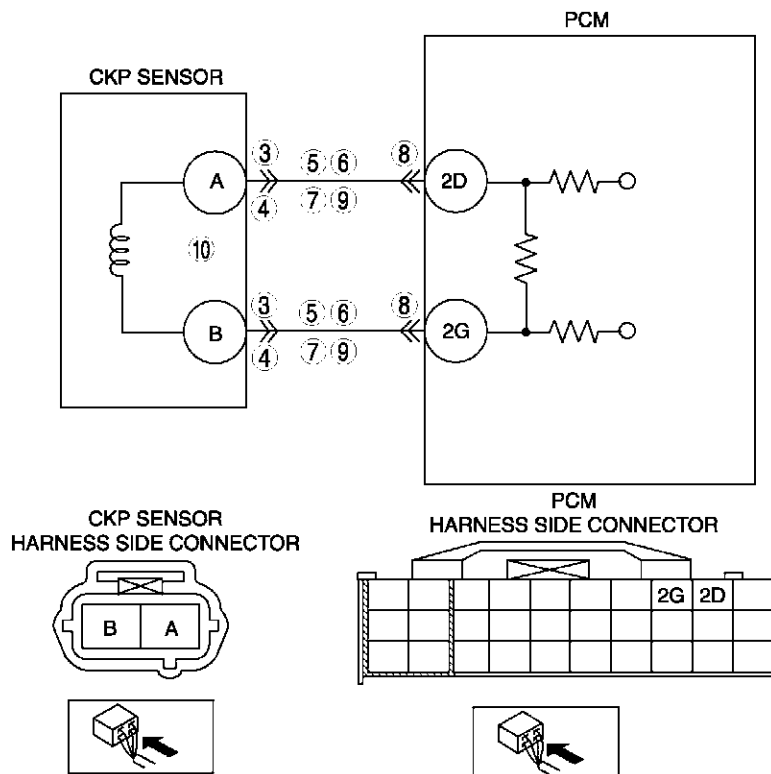 PCM
CKP SENSOR
3 5 6 8
A 2D
4 7 9
10
3 5 6 8
B 2G
4 7 9
CKP SENSOR
HARNESS SIDE CONNECTOR
PCM
HARNESS SIDE CONNECTOR
B A
2G 2D